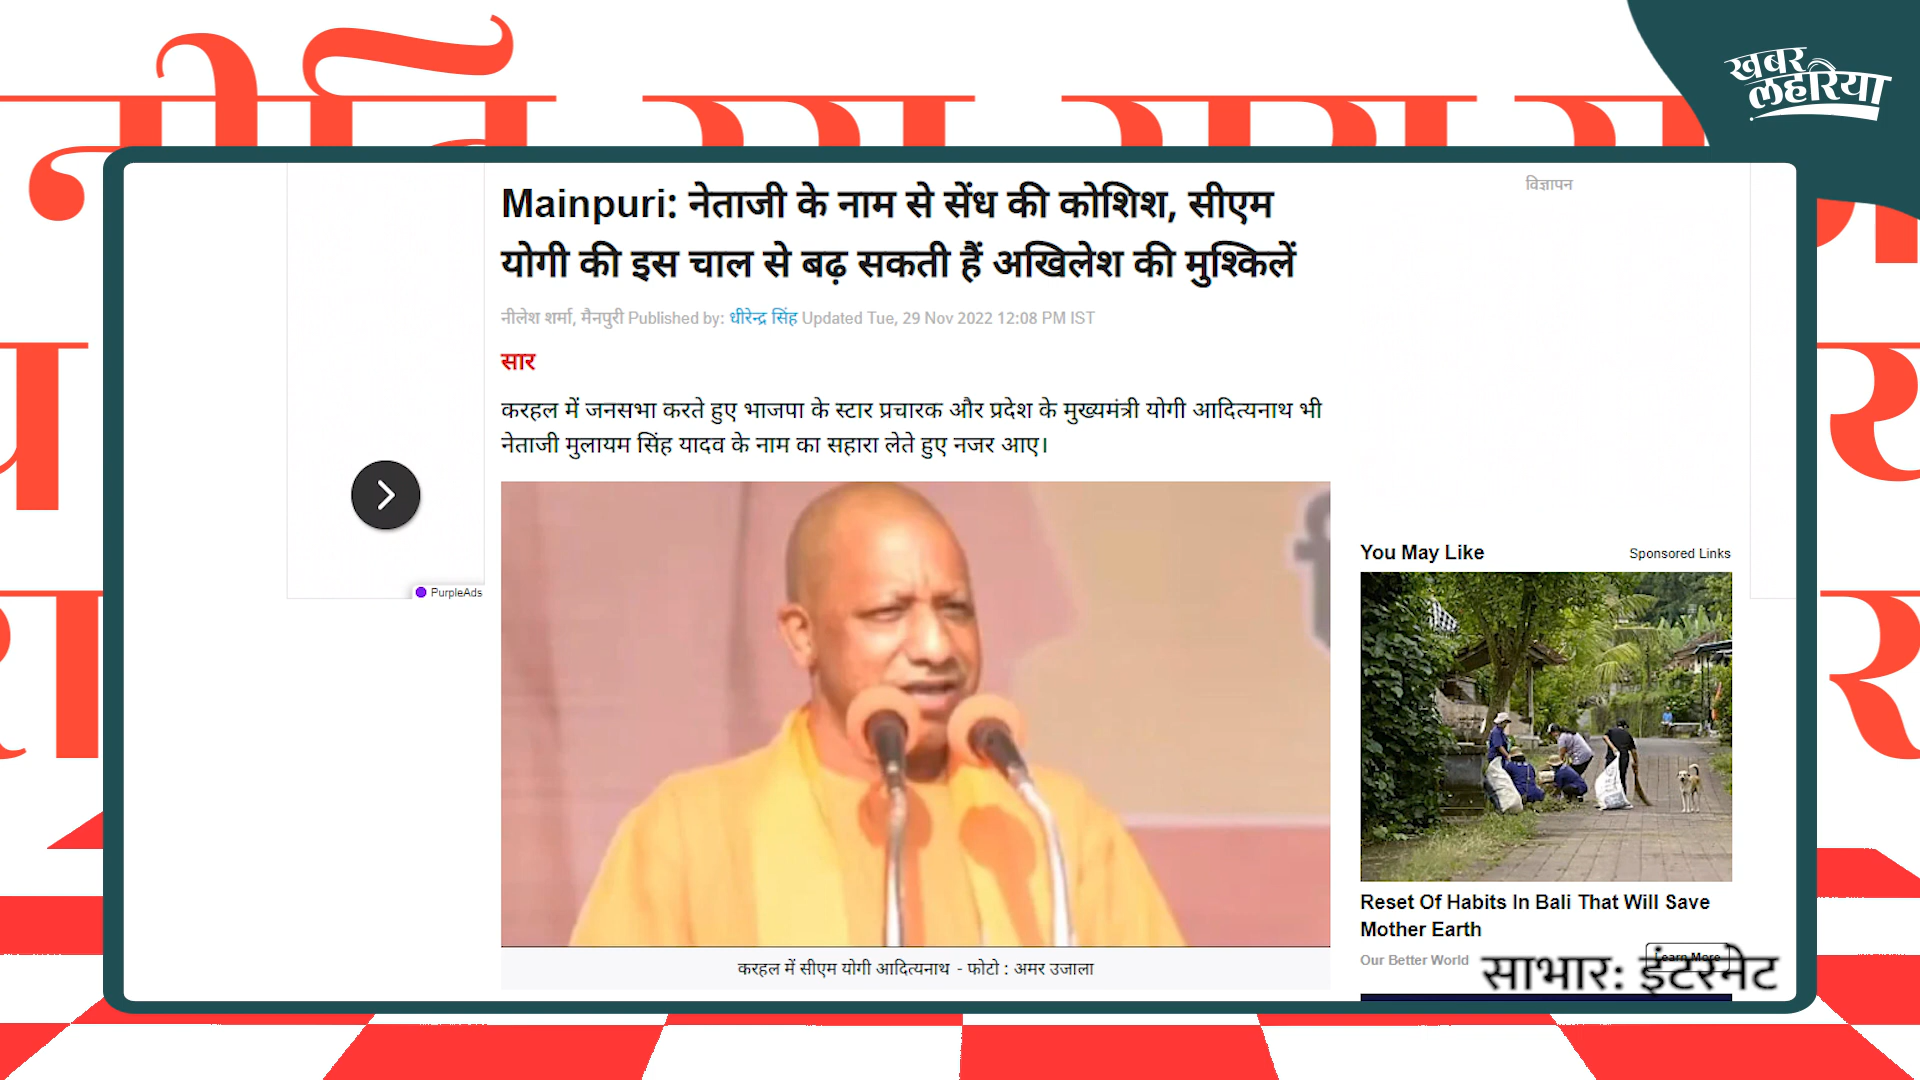 खबर
लहरिया
Mainpuri: नेताजी के नाम से सेंध की कोशिश, सीएम
योगी की इस चाल से बढ़ सकती हैं अखिलेश की मुश्किलें
नीलेश शर्मा, मैनपुरी Published by: धीरेन्द्र सिंह Updated Tue, 29 Nov 2022 12:08 PM IST
सार
करहल में जनसभा करते हुए भाजपा के स्टार प्रचारक और प्रदेश के मुख्यमंत्री योगी आदित्यनाथ भी
नेताजी मुलायम सिंह यादव के नाम का सहारा लेते हुए नजर आए।
PurpleAds
करहल में सीएम योगी आदित्यनाथ - फोटो : अमर उजाला
विज्ञापन
You May Like Sponsored Links
Reset Of Habits In Bali That Will Save
Mother Earth
Our Better World Learn More
साभार: इंटरनेट